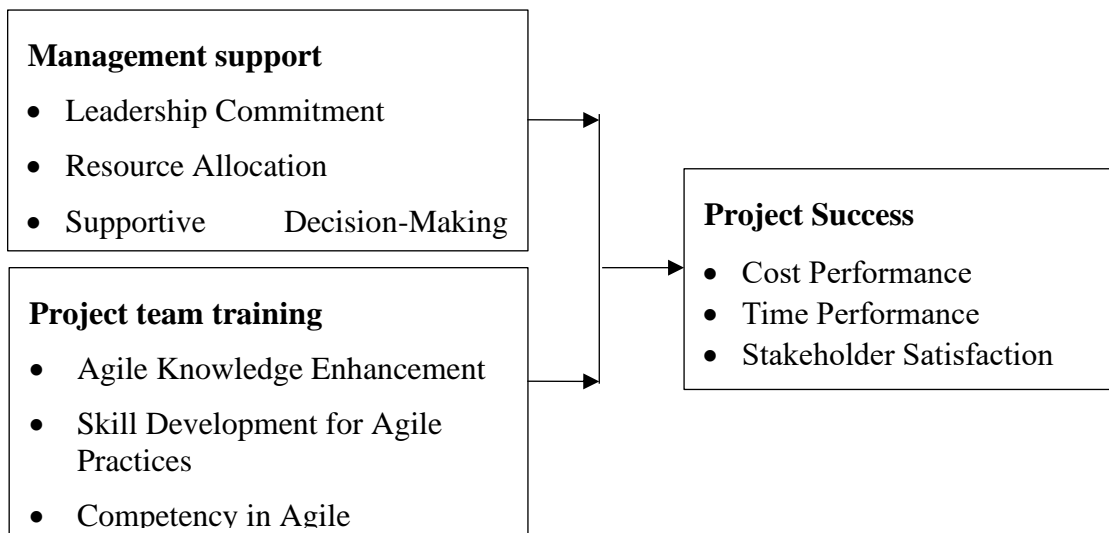 Management support
• Leadership Commitment
• Resource Allocation
• Supportive Decision-Making
Project team training
• Agile Knowledge Enhancement
• Skill Development for Agile
Practices
• Competency in Agile
Project Success
• Cost Performance
• Time Performance
• Stakeholder Satisfaction